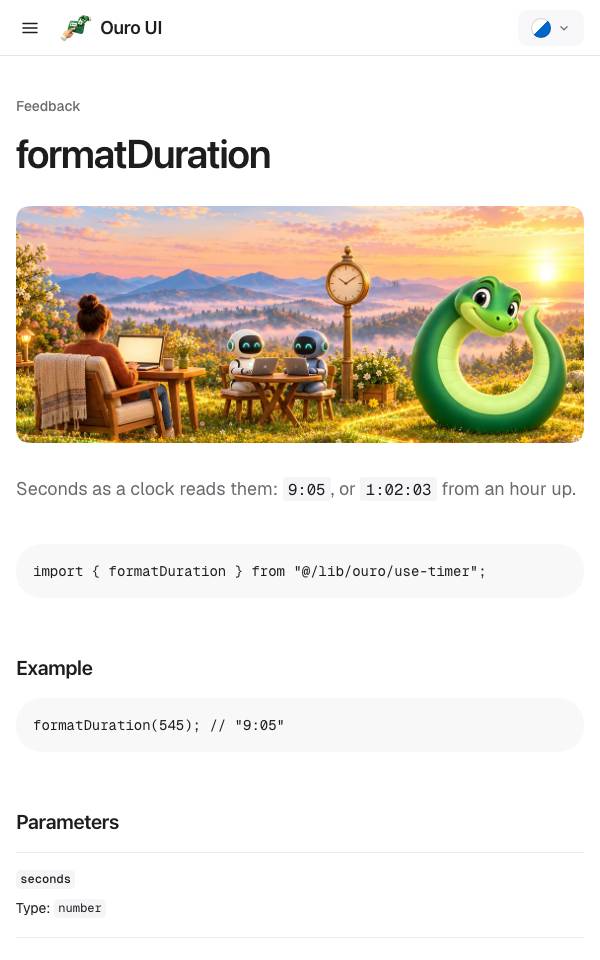 Ouro UI
Feedback
formatDuration
Seconds as a clock reads them: 9:05, or 1:02:03 from an hour up.
import { formatDuration } from "@/lib/ouro/use-timer";
Example
formatDuration(545); // "9:05"
Parameters
seconds
Type: number